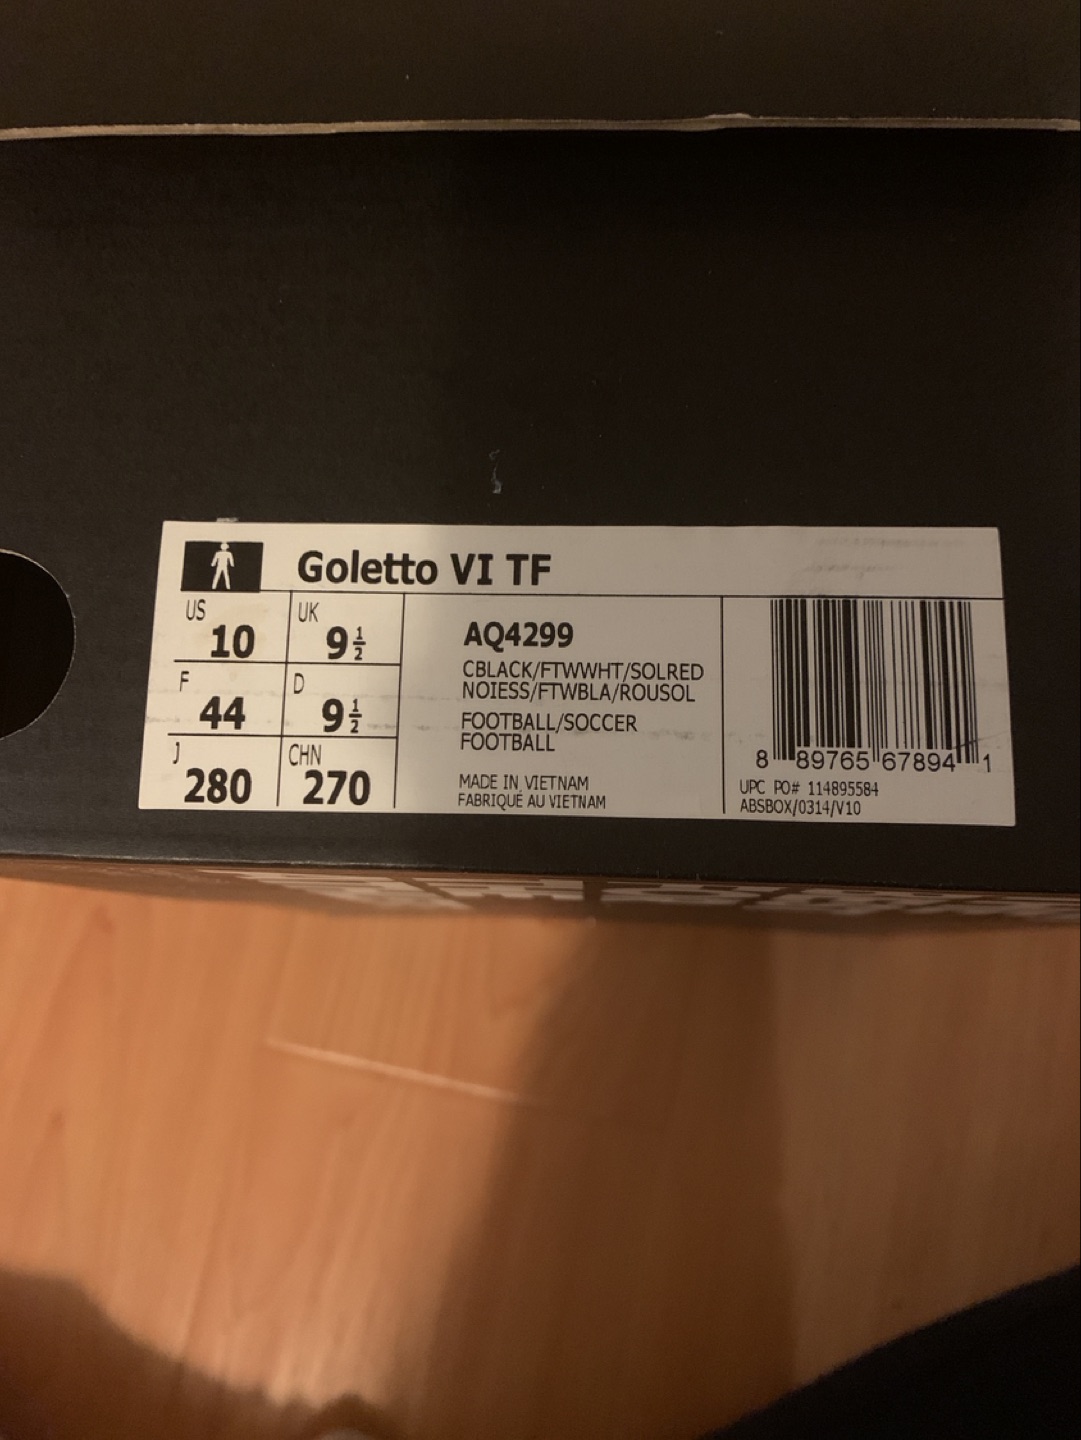 Goletto VI TF
US 10
UK 9 1/2
F 44
D 9 1/2
J 280
CHN 270
AQ4299
CBLACK/FTWWHT/SOLRED
NOIESS/FTWBLA/ROUSOL
FOOTBALL/SOCCER
FOOTBALL
MADE IN VIETNAM
FABRIQUÉ AU VIETNAM
8 89765 67894 1
UPC PO# 114895584
ABSBOX/0314/V10